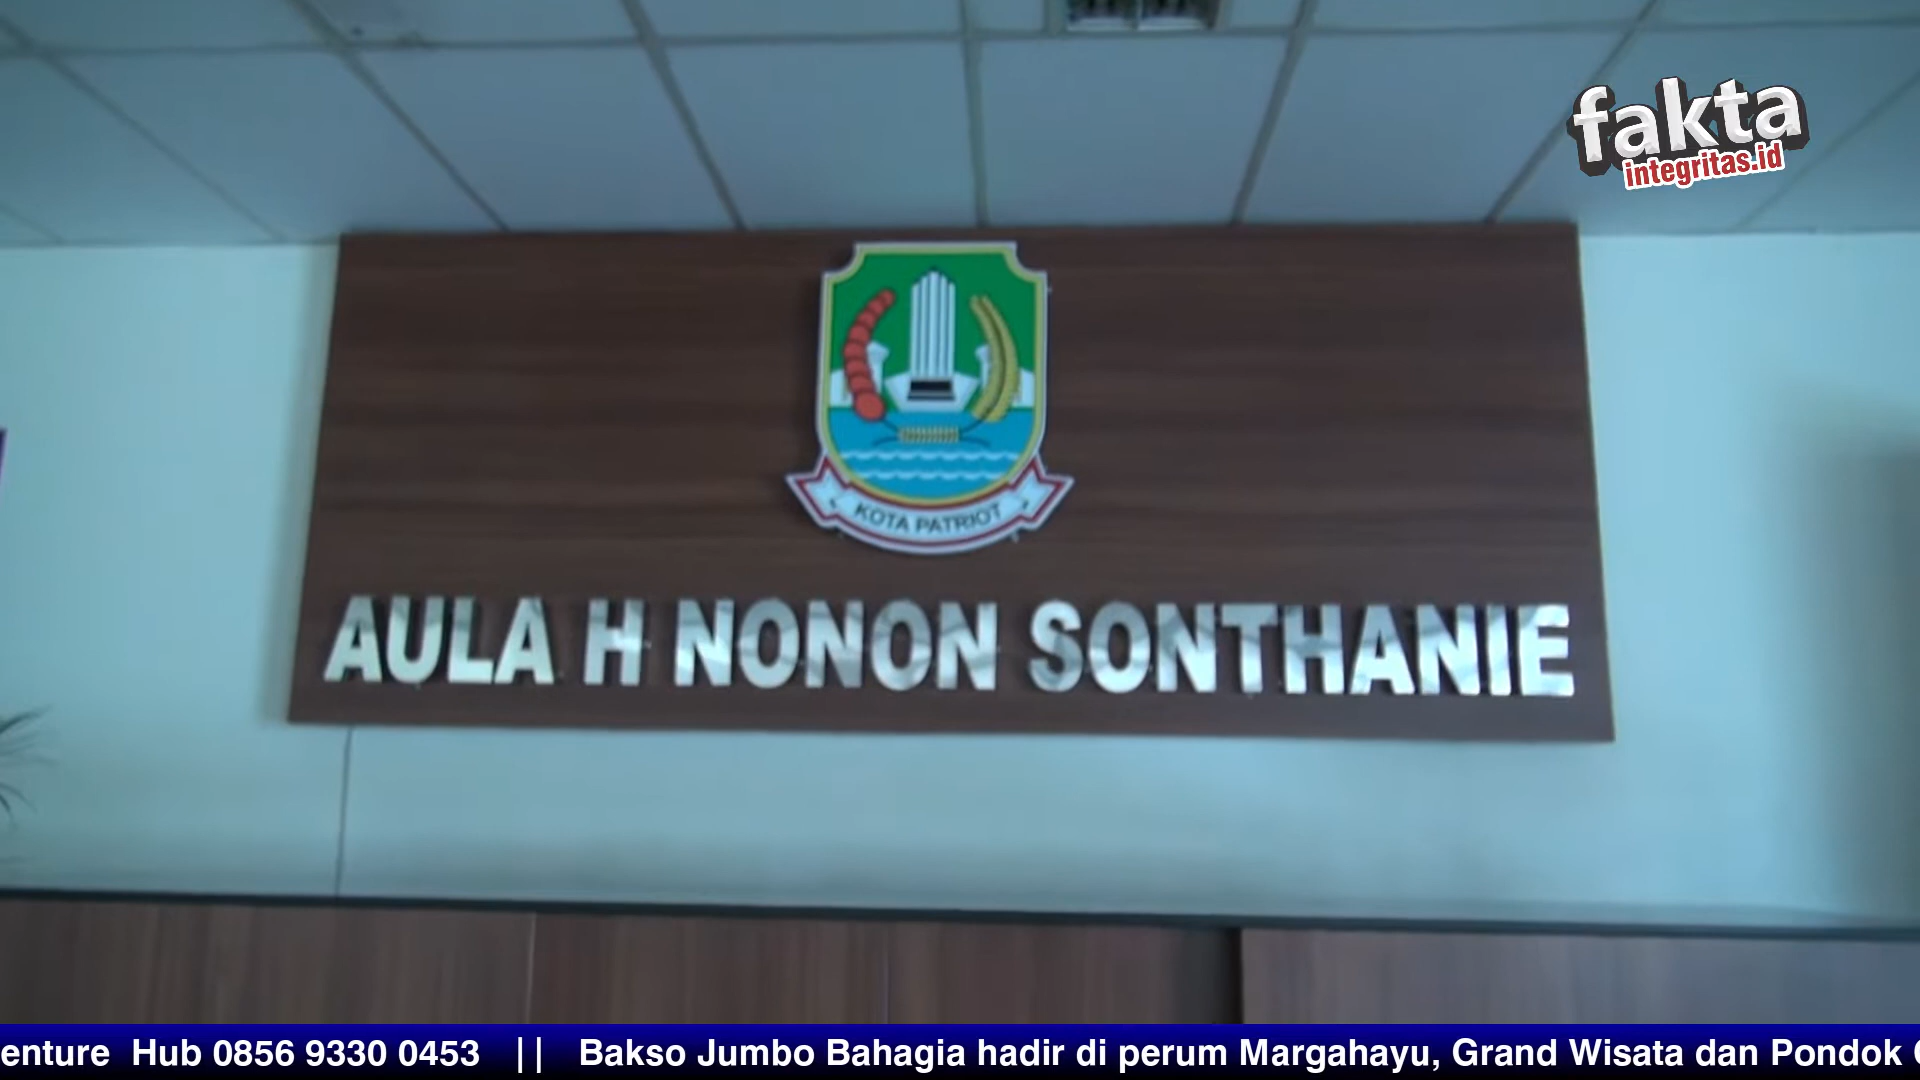 fakta
integritas.id
KOTA PATRIOT
AULA H NONON SONTHANIE
enture Hub 0856 9330 0453 || Bakso Jumbo Bahagia hadir di perum Margahayu, Grand Wisata dan Pondok